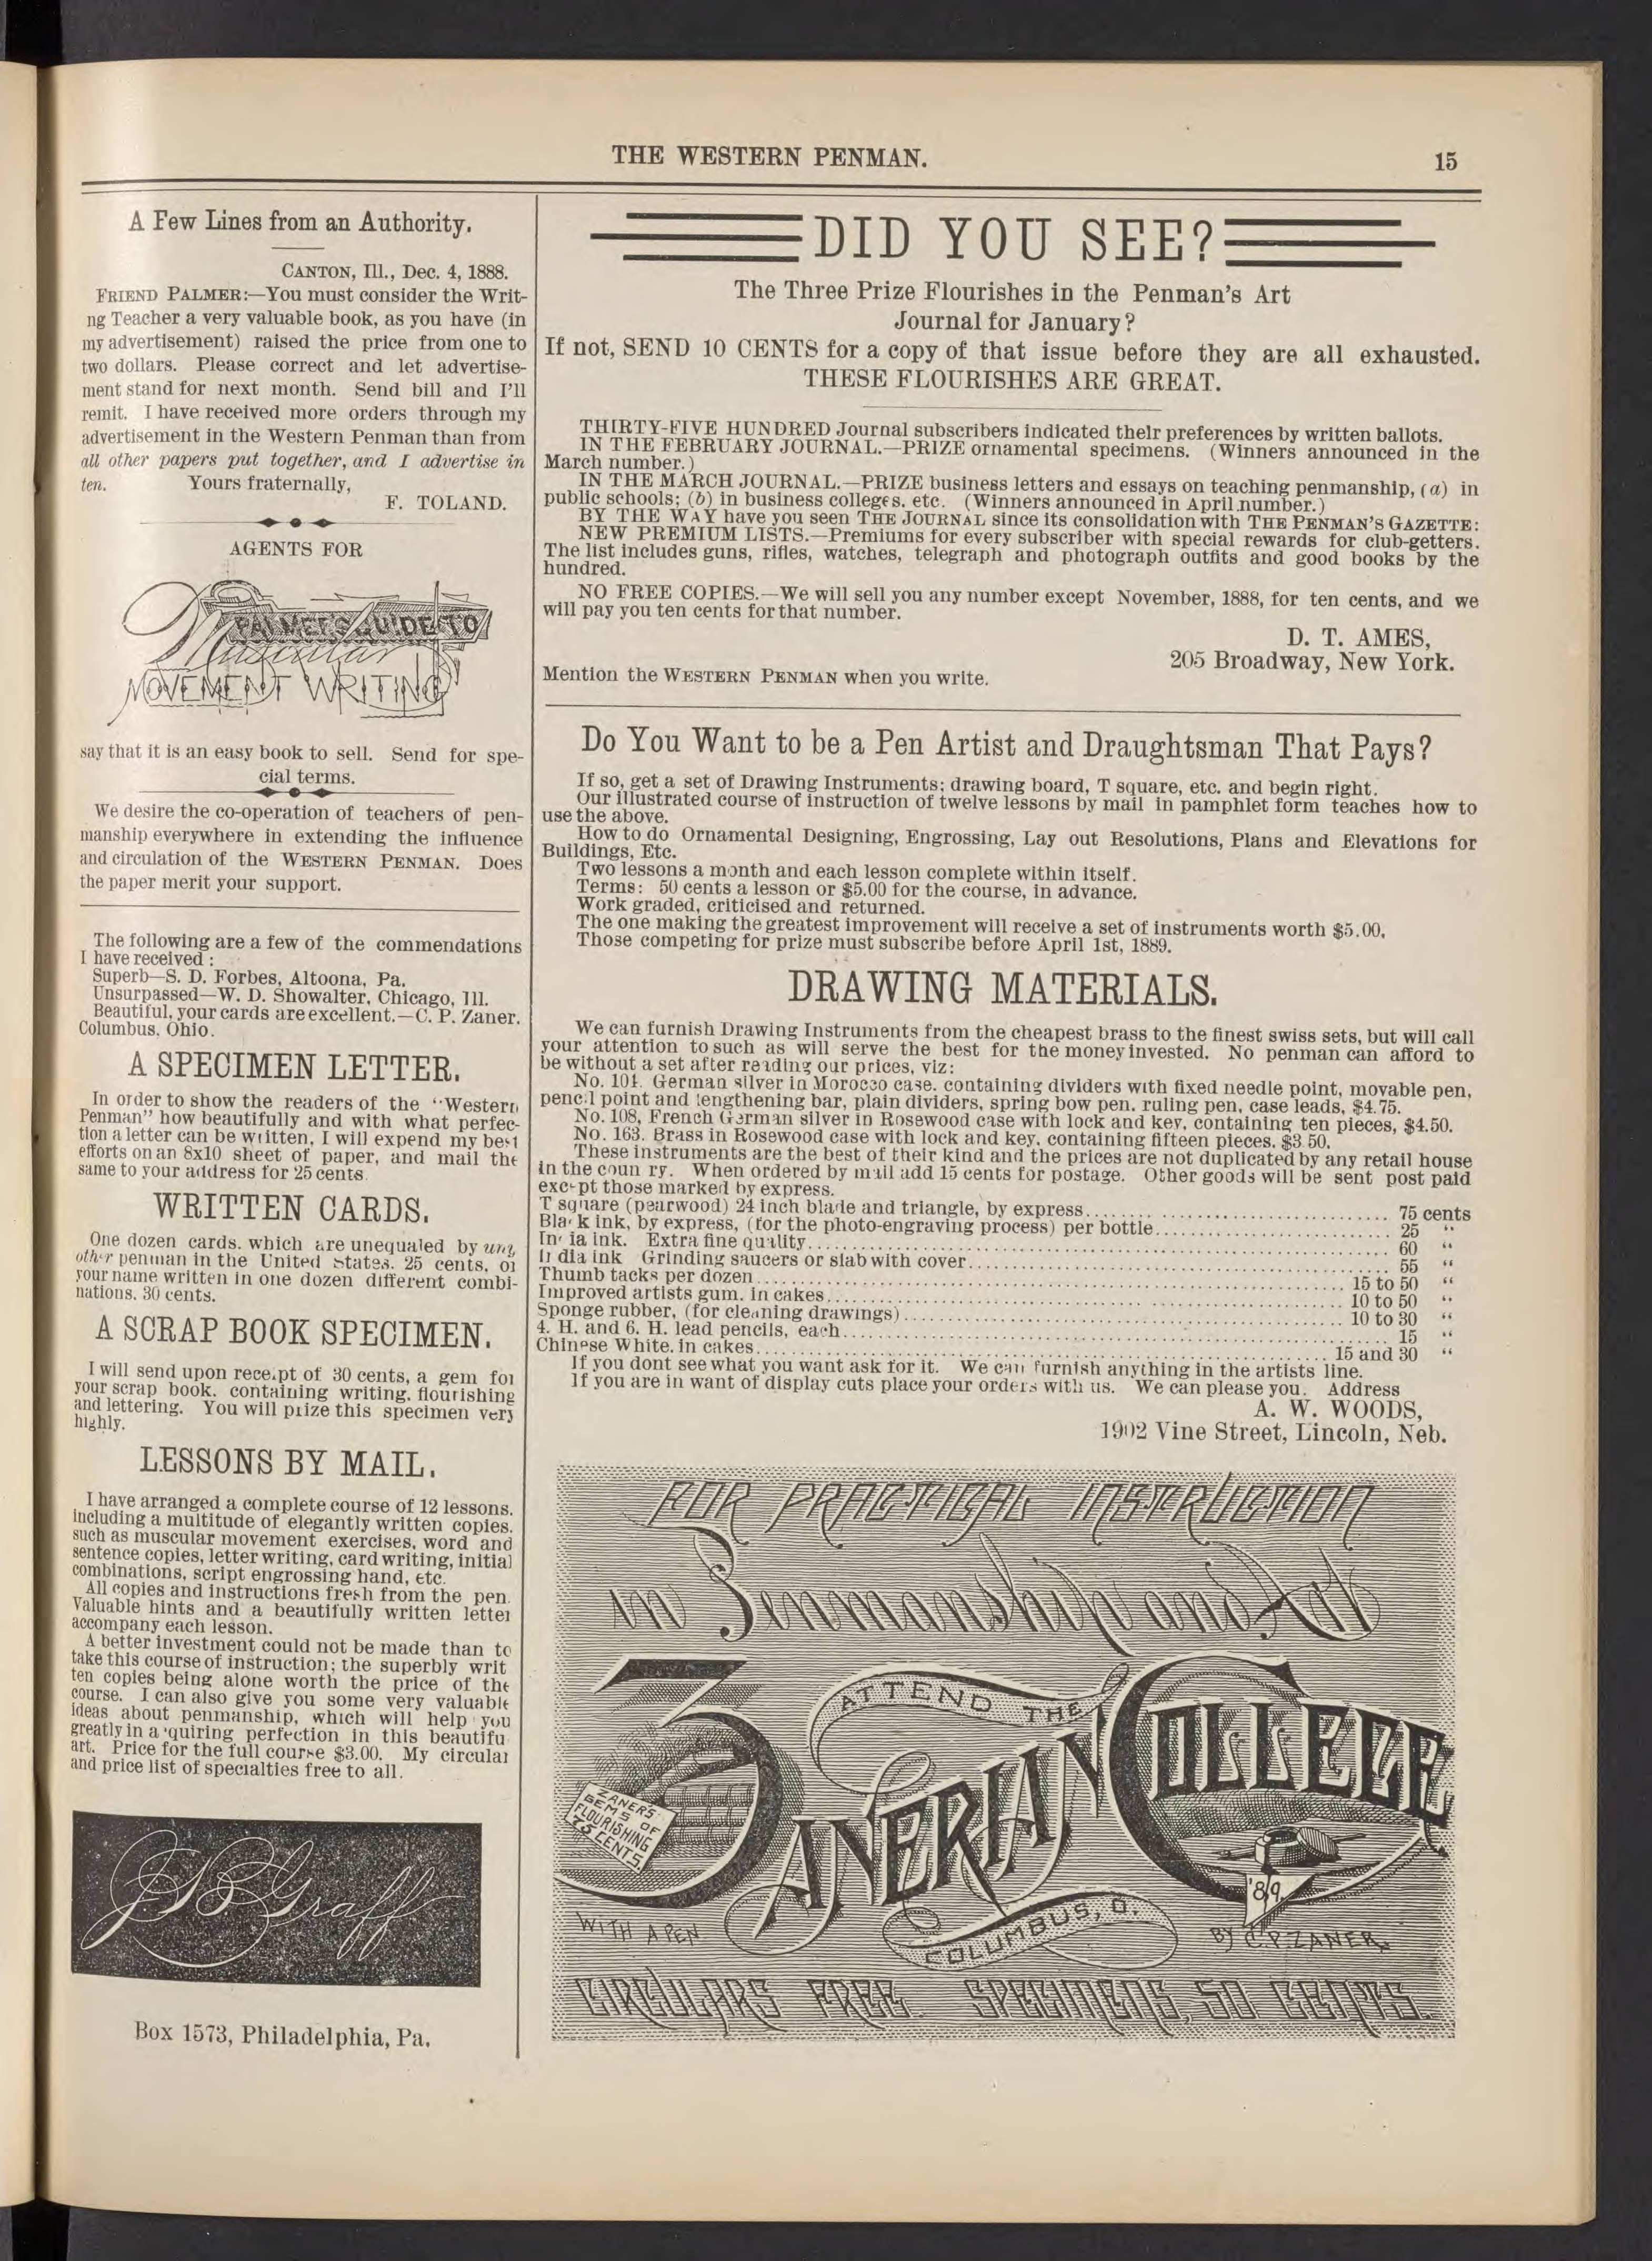 THE WESTERN PENMAN.
15
A Few Lines from an Authority.
CANTON, Ill., Dec. 4, 1888.
FRIEND PALMER:—You must consider the Writ-
ng Teacher a very valuable book, as you have (in
my advertisement) raised the price from one to
two dollars. Please correct and let advertise-
ment stand for next month. Send bill and I'll
remit. I have received more orders through my
advertisement in the Western Penman than from
all other papers put together, and I advertise in
ten. Yours fraternally,
F. TOLAND.
AGENTS FOR
PALMER'S GUIDE TO
Muscular
MOVEMENT WRITING
say that it is an easy book to sell. Send for spe-
cial terms.
We desire the co-operation of teachers of pen-
manship everywhere in extending the influence
and circulation of the WESTERN PENMAN. Does
the paper merit your support.
The following are a few of the commendations
I have received:
Superb—S. D. Forbes, Altoona, Pa.
Unsurpassed—W. D. Showalter, Chicago, Ill.
Beautiful, your cards are excellent.—C. P. Zaner,
Columbus, Ohio.
A SPECIMEN LETTER.
In order to show the readers of the "Western
Penman" how beautifully and with what perfec-
tion a letter can be written, I will expend my best
efforts on an 8x10 sheet of paper, and mail the
same to your address for 25 cents.
WRITTEN CARDS.
One dozen cards. which are unequaled by any
other penman in the United States. 25 cents, or
your name written in one dozen different combi-
nations, 30 cents.
A SCRAP BOOK SPECIMEN.
I will send upon receipt of 30 cents, a gem for
your scrap book. containing writing, flourishing
and lettering. You will prize this specimen very
highly.
LESSONS BY MAIL.
I have arranged a complete course of 12 lessons.
including a multitude of elegantly written copies.
such as muscular movement exercises, word and
sentence copies, letter writing, card writing, initial
combinations, script engrossing hand, etc.
All copies and instructions fresh from the pen.
Valuable hints and a beautifully written letter
accompany each lesson.
A better investment could not be made than to
take this course of instruction; the superbly writ
ten copies being alone worth the price of the
course. I can also give you some very valuable
ideas about penmanship, which will help you
greatly in a quiring perfection in this beautifu
art. Price for the full course $3.00. My circular
and price list of specialties free to all.
J B Graff
Box 1573, Philadelphia, Pa.
DID YOU SEE?
The Three Prize Flourishes in the Penman's Art
Journal for January?
If not, SEND 10 CENTS for a copy of that issue before they are all exhausted.
THESE FLOURISHES ARE GREAT.
THIRTY-FIVE HUNDRED Journal subscribers indicated their preferences by written ballots.
IN THE FEBRUARY JOURNAL.—PRIZE ornamental specimens. (Winners announced in the
March number.)
IN THE MARCH JOURNAL.—PRIZE business letters and essays on teaching penmanship, (a) in
public schools; (b) in business colleges, etc. (Winners announced in April number.)
BY THE WAY have you seen THE JOURNAL since its consolidation with THE PENMAN'S GAZETTE:
NEW PREMIUM LISTS.—Premiums for every subscriber with special rewards for club-getters.
The list includes guns, rifles, watches, telegraph and photograph outfits and good books by the
hundred.
NO FREE COPIES.—We will sell you any number except November, 1888, for ten cents, and we
will pay you ten cents for that number.
D. T. AMES,
205 Broadway, New York.
Mention the WESTERN PENMAN when you write.
Do You Want to be a Pen Artist and Draughtsman That Pays?
If so, get a set of Drawing Instruments; drawing board, T square, etc. and begin right.
Our illustrated course of instruction of twelve lessons by mail in pamphlet form teaches how to
use the above.
How to do Ornamental Designing, Engrossing, Lay out Resolutions, Plans and Elevations for
Buildings, Etc.
Two lessons a month and each lesson complete within itself.
Terms: 50 cents a lesson or $5.00 for the course, in advance.
Work graded, criticised and returned.
The one making the greatest improvement will receive a set of instruments worth $5.00,
Those competing for prize must subscribe before April 1st, 1889.
DRAWING MATERIALS.
We can furnish Drawing Instruments from the cheapest brass to the finest swiss sets, but will call
your attention to such as will serve the best for the money invested. No penman can afford to
be without a set after reading our prices, viz:
No. 101. German silver in Morocco case. containing dividers with fixed needle point, movable pen,
pencil point and lengthening bar, plain dividers, spring bow pen. ruling pen, case leads, $4.75.
No. 108, French German silver in Rosewood case with lock and key, containing ten pieces, $4.50.
No. 163. Brass in Rosewood case with lock and key. containing fifteen pieces. $3 50.
These instruments are the best of their kind and the prices are not duplicated by any retail house
in the coun ry. When ordered by mail add 15 cents for postage. Other goods will be sent post paid
except those marked by express.
T square (pearwood) 24 inch blade and triangle, by express........ 75 cents
Black ink, by express, (for the photo-engraving process) per bottle........ 25 "
In ia ink. Extra fine quality........ 60 "
India ink Grinding saucers or slab with cover........ 55 "
Thumb tacks per dozen........ 15 to 50 "
Improved artists gum. in cakes........ 10 to 50 "
Sponge rubber, (for cleaning drawings)........ 10 to 30 "
4. H. and 6. H. lead pencils, each........ 15 "
Chinese White. in cakes........ 15 and 30 "
If you dont see what you want ask for it. We can furnish anything in the artists line.
If you are in want of display cuts place your orders with us. We can please you. Address
A. W. WOODS,
1902 Vine Street, Lincoln, Neb.
FOR PRACTICAL INSTRUCTION
in Penmanship and Art
ATTEND THE
ZANERIAN COLLEGE
ZANERS'
GEMS OF
FLOURISHING
75 CENTS.
'89.
COLUMBUS, O.
WITH A PEN
BY C.P. ZANER.
CIRCULARS FREE. SPECIMENS, 50 CENTS.